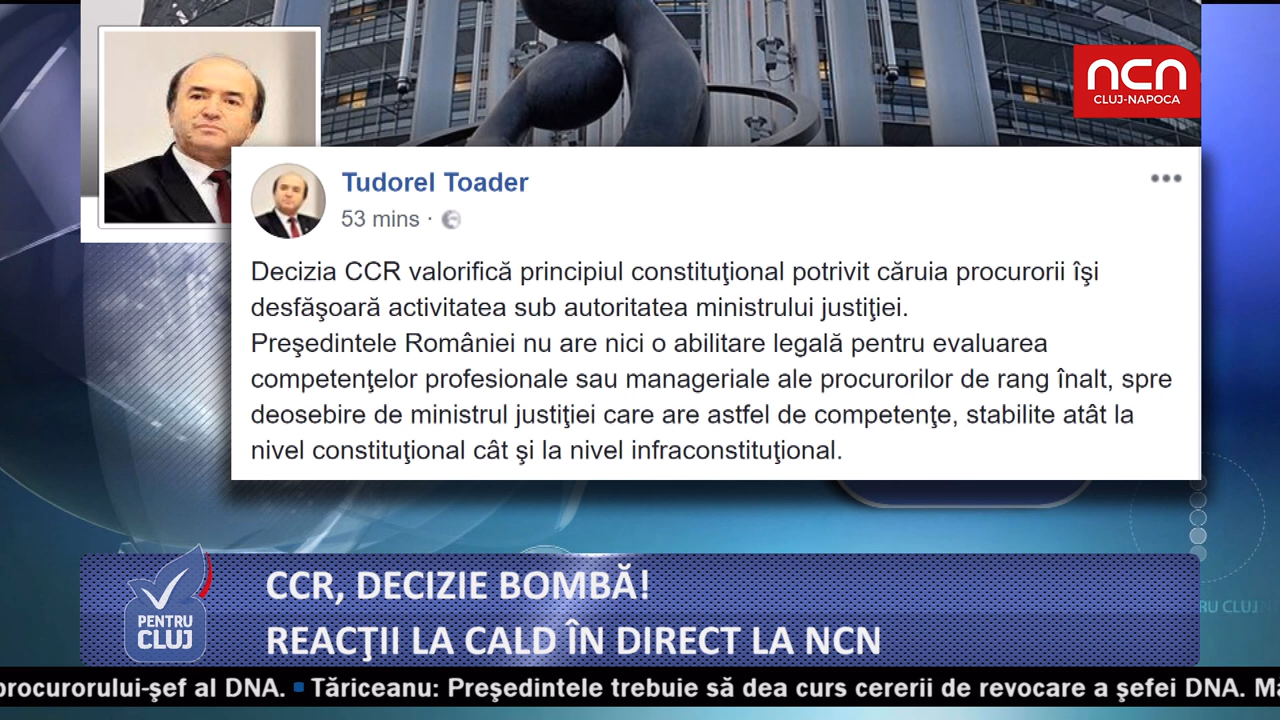 ncn
CLUJ-NAPOCA
Tudorel Toader
53 mins ·
Decizia CCR valorifică principiul constituţional potrivit căruia procurorii îşi
desfăşoară activitatea sub autoritatea ministrului justiţiei.
Preşedintele României nu are nici o abilitare legală pentru evaluarea
competenţelor profesionale sau manageriale ale procurorilor de rang înalt, spre
deosebire de ministrul justiţiei care are astfel de competenţe, stabilite atât la
nivel constituţional cât şi la nivel infraconstituţional.
RU CLUJ
PENTRU
CLUJ
CCR, DECIZIE BOMBĂ!
REACŢII LA CALD ÎN DIRECT LA NCN
procurorului-şef al DNA. ▪ Tăriceanu: Preşedintele trebuie să dea curs cererii de revocare a şefei DNA. Ma